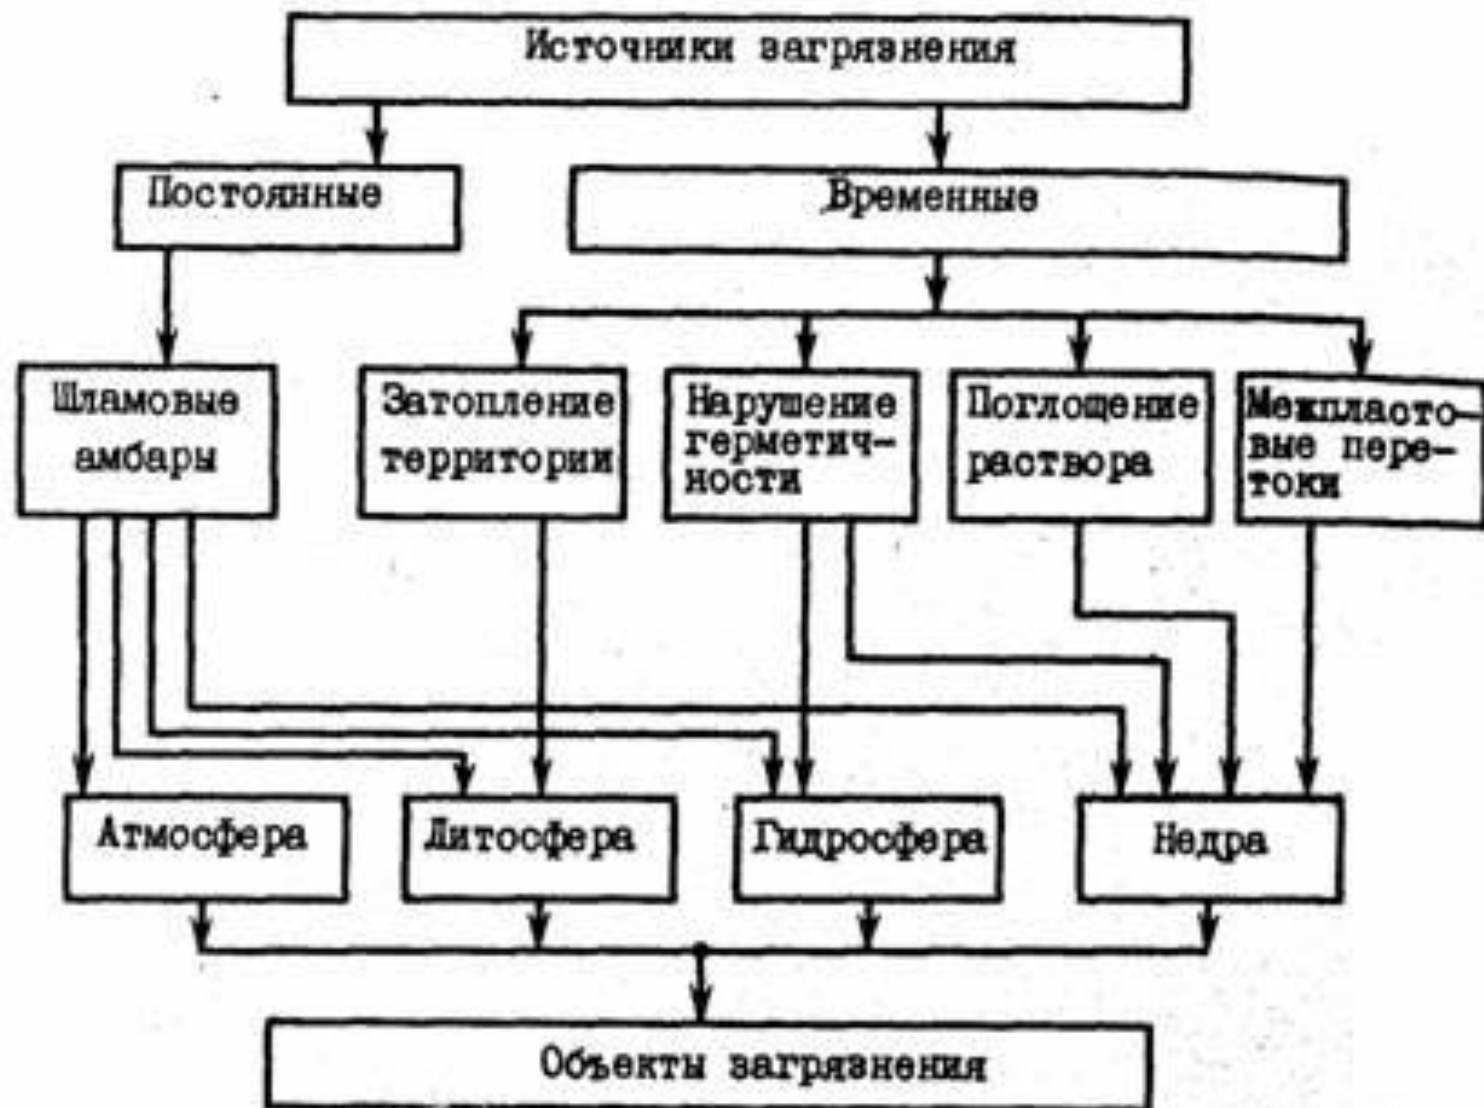 Источники загрязнения
Постоянные
Временные
Шламовые
амбары
Затопление
территории
Нарушение
герметич-
ности
Поглощение
раствора
Межпласто-
вые пере-
токи
Атмосфера
Литосфера
Гидросфера
Недра
Объекты загрязнения